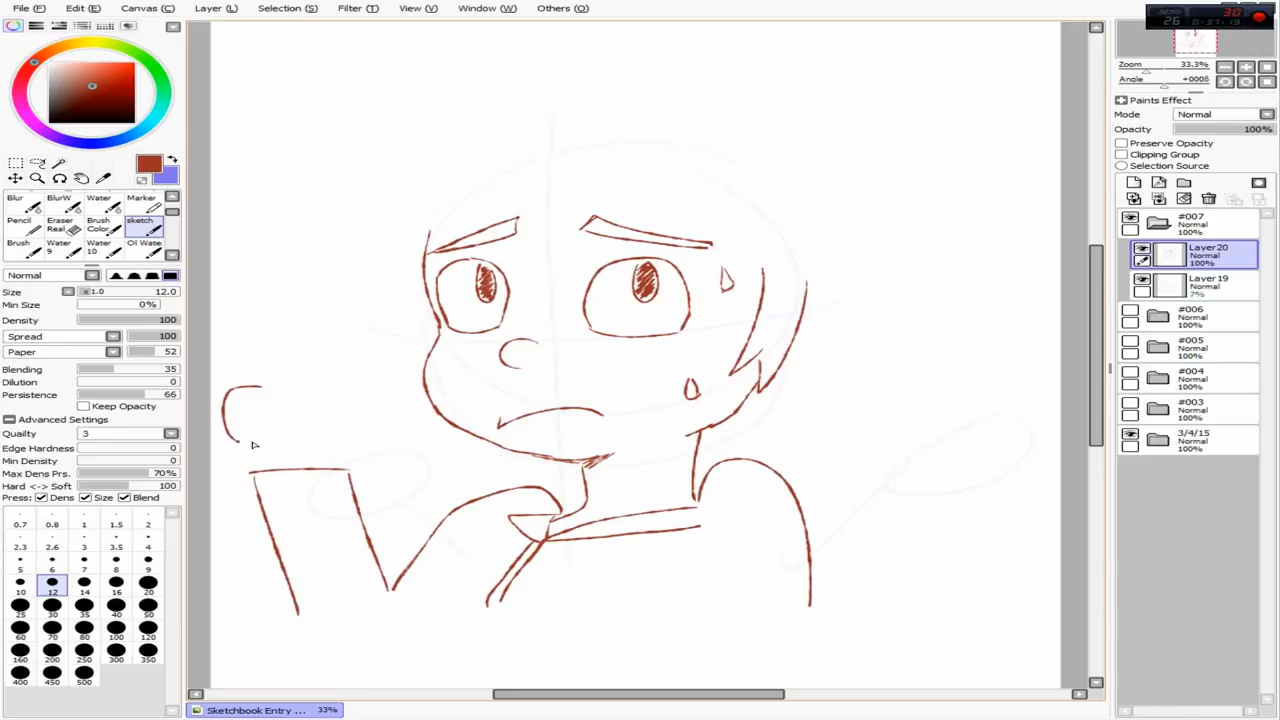 File (F) Edit (E) Canvas (C) Layer (L) Selection (S) Filter (T) View (V) Window (W) Others (O)
30
26 0:37:19
Zoom 33.3%
Angle +0008
Paints Effect
Mode Normal
Opacity 100%
Preserve Opacity
Clipping Group
Selection Source
#007
Normal
100%
Layer20
Normal
100%
Layer19
Normal
7%
#006
Normal
100%
#005
Normal
100%
#004
Normal
100%
#003
Normal
100%
3/4/15
Normal
100%
Blur BlurW Water Marker
Pencil Eraser Real Brush Color sketch
Brush Water 9 Water 10 Oil Wate
Normal
Size x1.0 12.0
Min Size 0%
Density 100
Spread 100
Paper 52
Blending 35
Dilution 0
Persistence 66
Keep Opacity
Advanced Settings
Quailty 3
Edge Hardness 0
Min Density 0
Max Dens Prs. 70%
Hard <-> Soft 100
Press: Dens Size Blend
0.7 0.8 1 1.5 2
2.3 2.6 3 3.5 4
5 6 7 8 9
10 12 14 16 20
25 30 35 40 50
60 70 80 100 120
160 200 250 300 350
400 450 500
Sketchbook Entry ... 33%